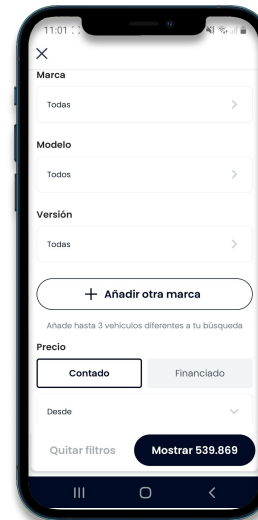 11:01
Marca
Todas
Modelo
Todos
Versión
Todas
+ Añadir otra marca
Añade hasta 3 vehículos diferentes a tu búsqueda
Precio
Contado
Financiado
Desde
Quitar filtros
Mostrar 539.869